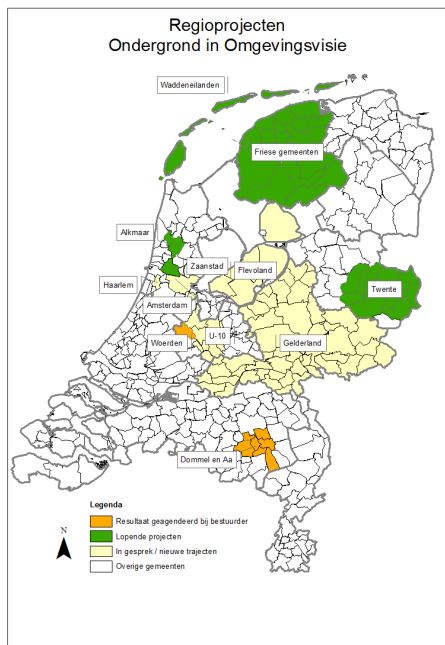 Regioprojecten
Ondergrond in Omgevingsvisie
Waddeneilanden
Friese gemeenten
Alkmaar
Zaanstad
Flevoland
Haarlem
Twente
Amsterdam
U-10
Woerden
Gelderland
Dommel en Aa
Legenda
Resultaat geagendeerd bij bestuurder
Lopende projecten
In gesprek / nieuwe trajecten
Overige gemeenten
N